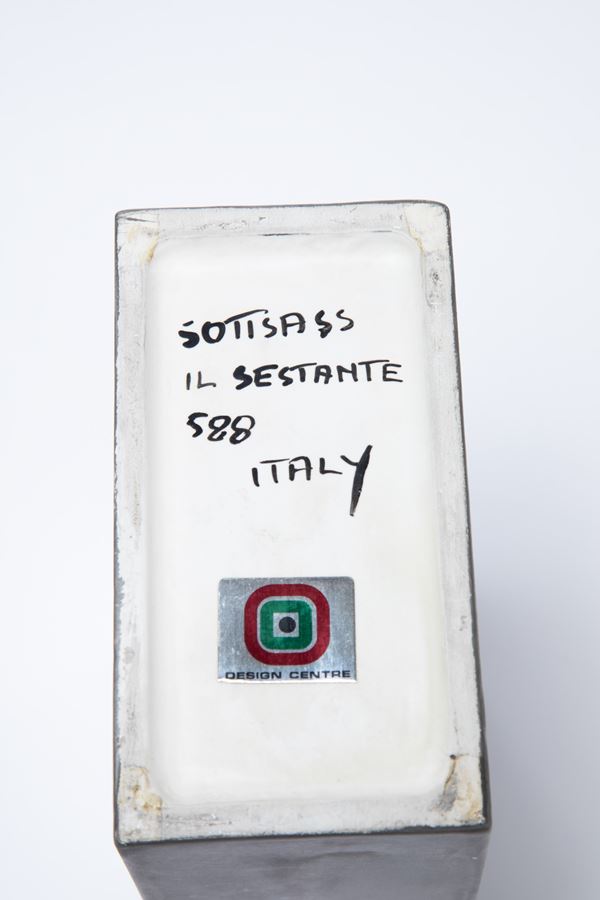 SOTTSASS
IL SESTANTE
588
ITALY
DESIGN CENTRE